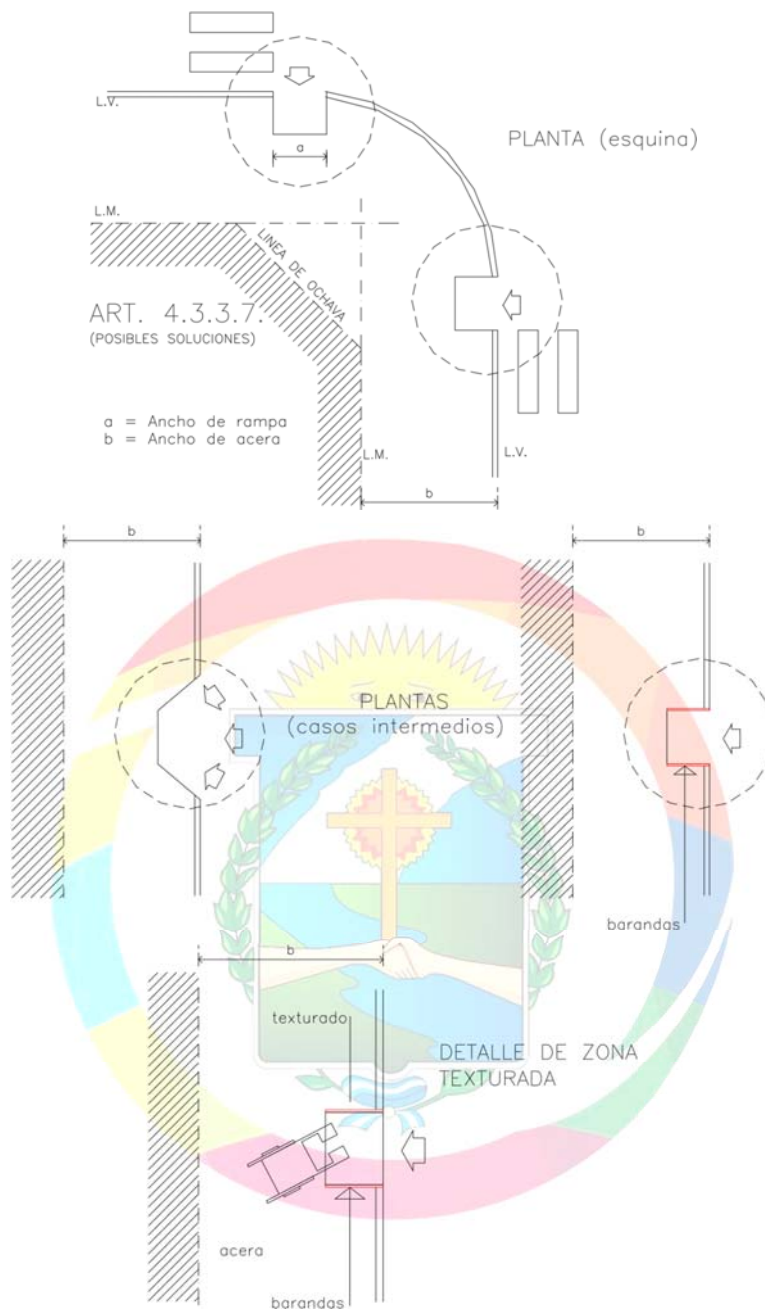 L.V.
a
PLANTA (esquina)
L.M.
LINEA DE OCHAVA
ART. 4.3.3.7.
(POSIBLES SOLUCIONES)
a = Ancho de rampa
b = Ancho de acera
L.M.
L.V.
b
b
b
PLANTAS
(casos intermedios)
barandas
b
texturado
DETALLE DE ZONA
TEXTURADA
acera
barandas